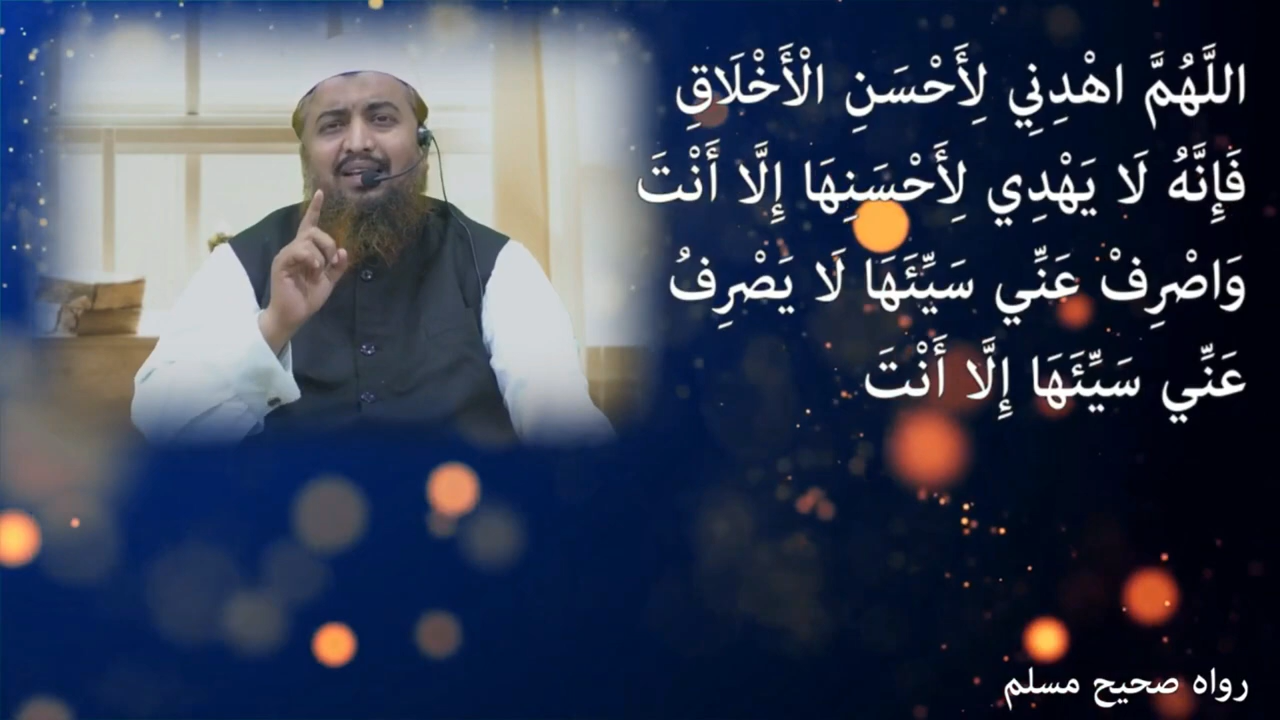 اللَّهُمَّ اهْدِنِي لِأَحْسَنِ الْأَخْلَاقِ
فَإِنَّهُ لَا يَهْدِي لِأَحْسَنِهَا إِلَّا أَنْتَ
وَاصْرِفْ عَنِّي سَيِّئَهَا لَا يَصْرِفُ
عَنِّي سَيِّئَهَا إِلَّا أَنْتَ
رواه صحيح مسلم